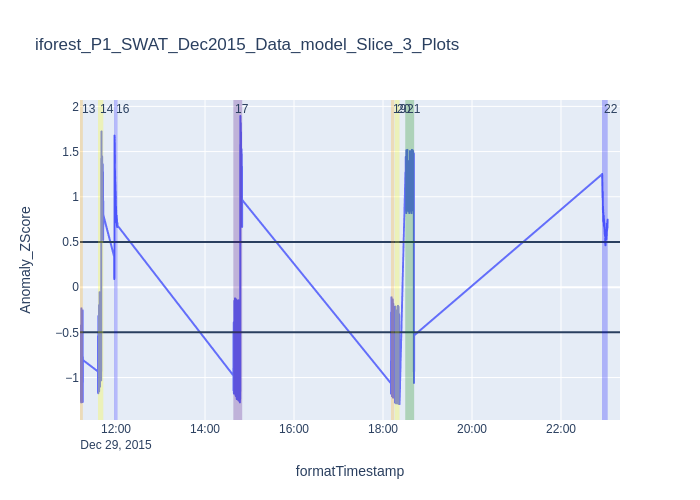 iforest_P1_SWAT_Dec2015_Data_model_Slice_3_Plots
13 14 16 17 21 22
2
1.5
1
0.5
0
−0.5
−1
Anomaly_ZScore
12:00 14:00 16:00 18:00 20:00 22:00
Dec 29, 2015
formatTimestamp